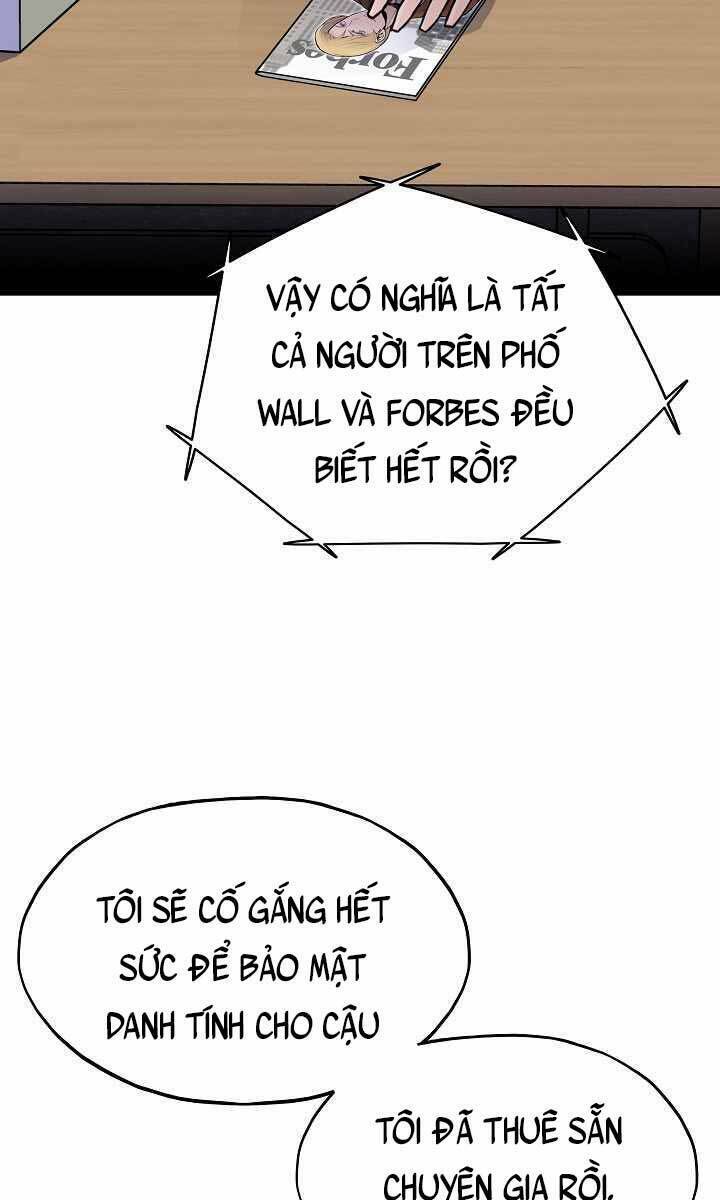 Forbes
VẬY CÓ NGHĨA LÀ TẤT
CẢ NGƯỜI TRÊN PHỐ
WALL VÀ FORBES ĐỀU
BIẾT HẾT RỒI?
TÔI SẼ CỐ GẮNG HẾT
SỨC ĐỂ BẢO MẬT
DANH TÍNH CHO CẬU
TÔI ĐÃ THUÊ SẴN
CHUYÊN GIA RỒI,